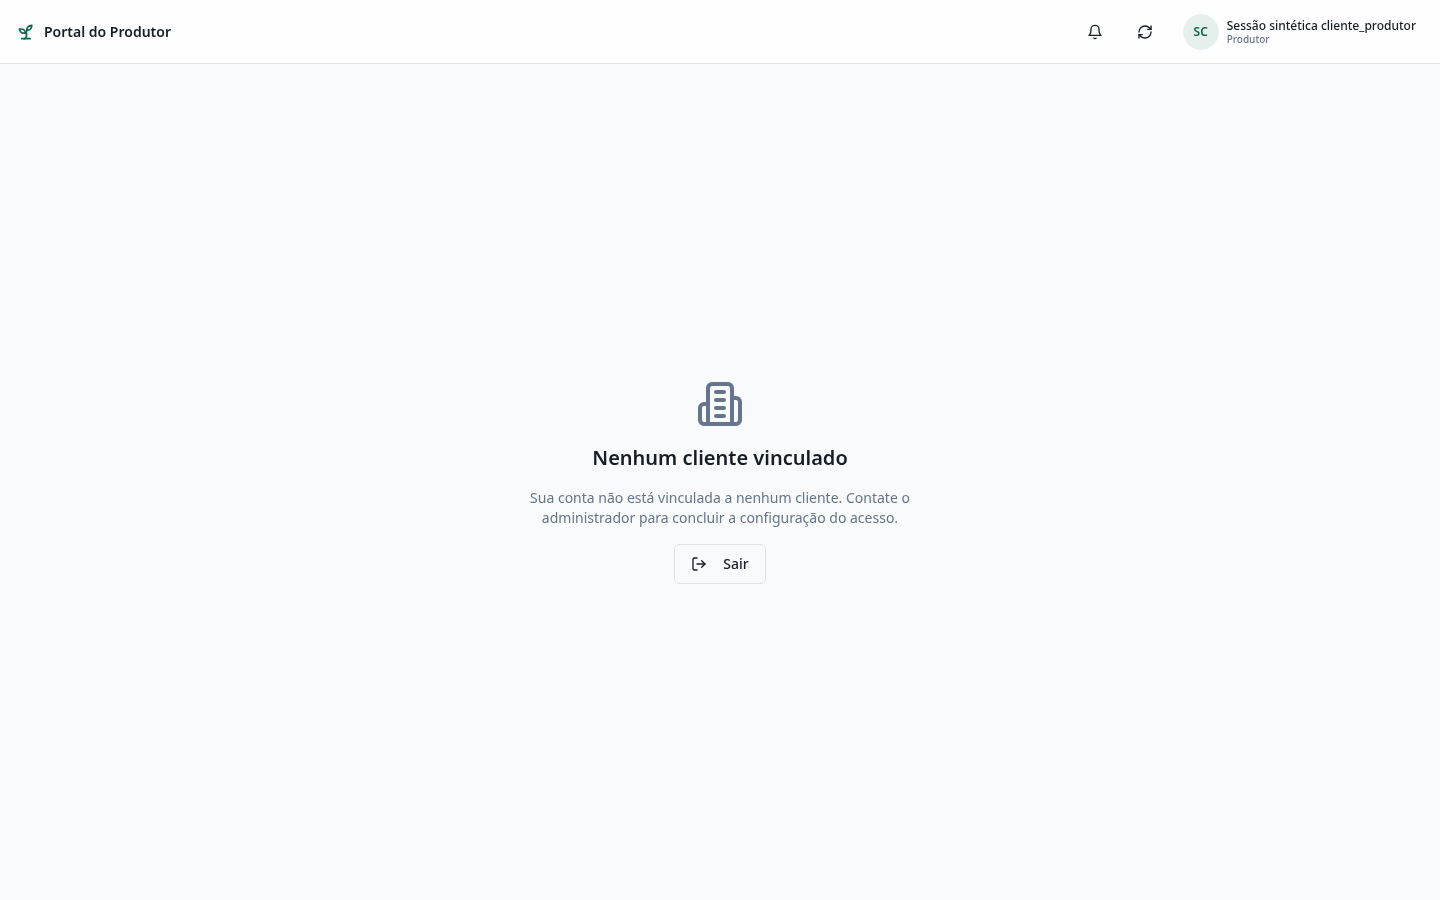 Portal do Produtor
SC
Sessão sintética cliente_produtor
Produtor
Nenhum cliente vinculado
Sua conta não está vinculada a nenhum cliente. Contate o
administrador para concluir a configuração do acesso.
Sair